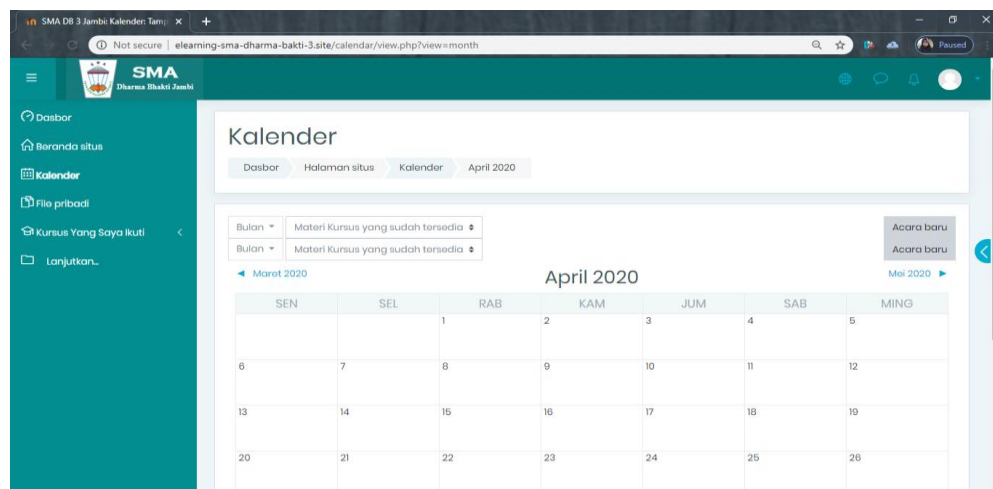 SMA DB 3 Jambi: Kalender: Tamp
Not secure | elearning-sma-dharma-bakti-3.site/calendar/view.php?view=month
Paused
SMA
Dharma Bhakti Jambi
Dasbor
Beranda situs
Kalender
File pribadi
Kursus Yang Saya Ikuti
Lanjutkan...
Kalender
Dasbor Halaman situs Kalender April 2020
Bulan Materi Kursus yang sudah tersedia Acara baru
Bulan Materi Kursus yang sudah tersedia Acara baru
Maret 2020 April 2020 Mei 2020
SEN SEL RAB KAM JUM SAB MING
1 2 3 4 5
6 7 8 9 10 11 12
13 14 15 16 17 18 19
20 21 22 23 24 25 26